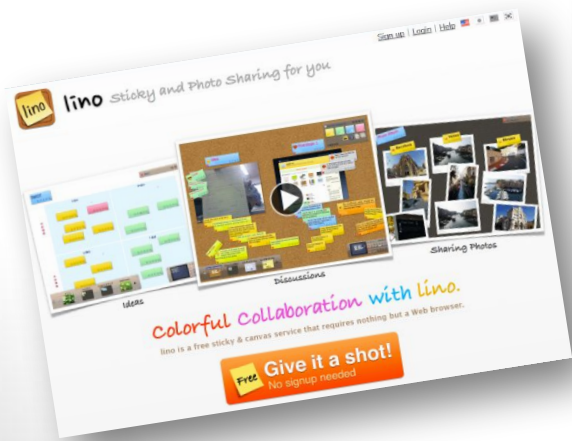 Sign up | Login | Help
lino
lino Sticky and Photo Sharing for you
Ideas
Discussions
Sharing Photos
Colorful Collaboration with lino.
lino is a free sticky & canvas service that requires nothing but a Web browser.
Free
Give it a shot!
No signup needed